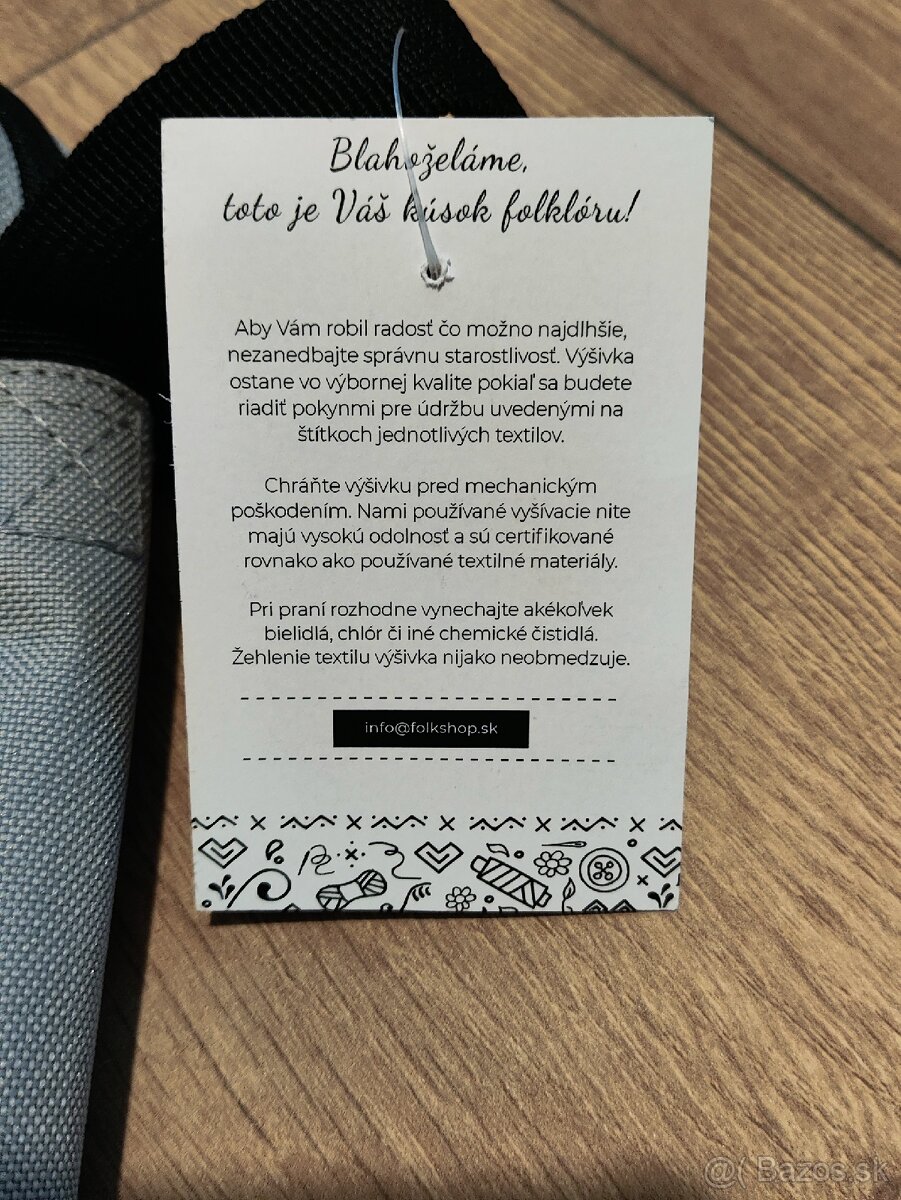 Blahoželáme,
toto je Váš kúsok folklóru!
Aby Vám robil radosť čo možno najdlhšie,
nezanedbajte správnu starostlivosť. Výšivka
ostane vo výbornej kvalite pokiaľ sa budete
riadiť pokynmi pre údržbu uvedenými na
štítkoch jednotlivých textilov.
Chráňte výšivku pred mechanickým
poškodením. Nami používané vyšívacie nite
majú vysokú odolnosť a sú certifikované
rovnako ako používané textilné materiály.
Pri praní rozhodne vynechajte akékoľvek
bielidlá, chlór či iné chemické čistidlá.
Žehlenie textilu výšivka nijako neobmedzuje.
info@folkshop.sk
@( Bazos.sk